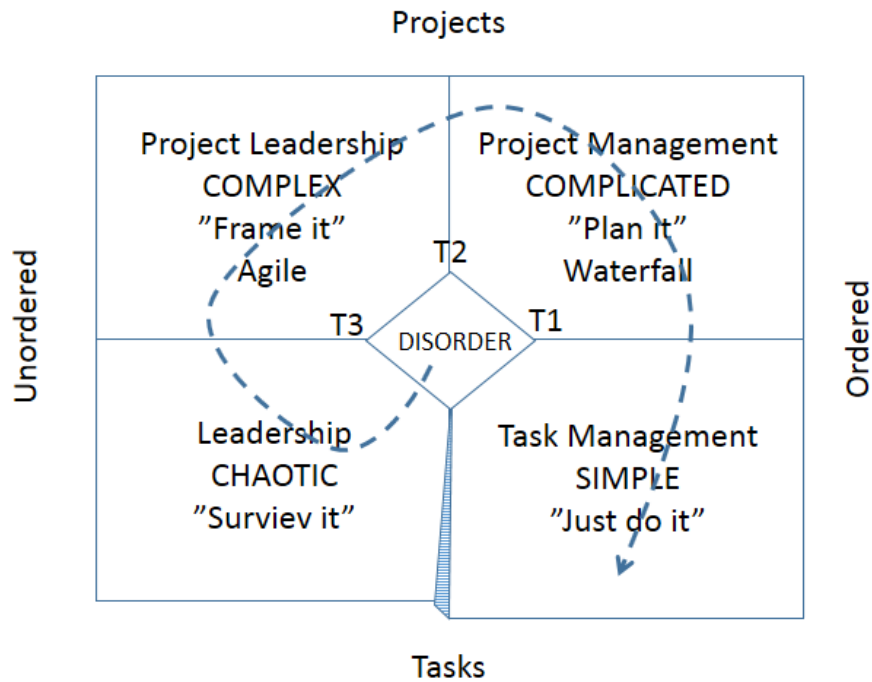 Projects
Project Leadership
COMPLEX
”Frame it”
Agile
Project Management
COMPLICATED
”Plan it”
Waterfall
Unordered
T2
T3
T1
DISORDER
Ordered
Leadership
CHAOTIC
”Surviev it”
Task Management
SIMPLE
”Just do it”
Tasks